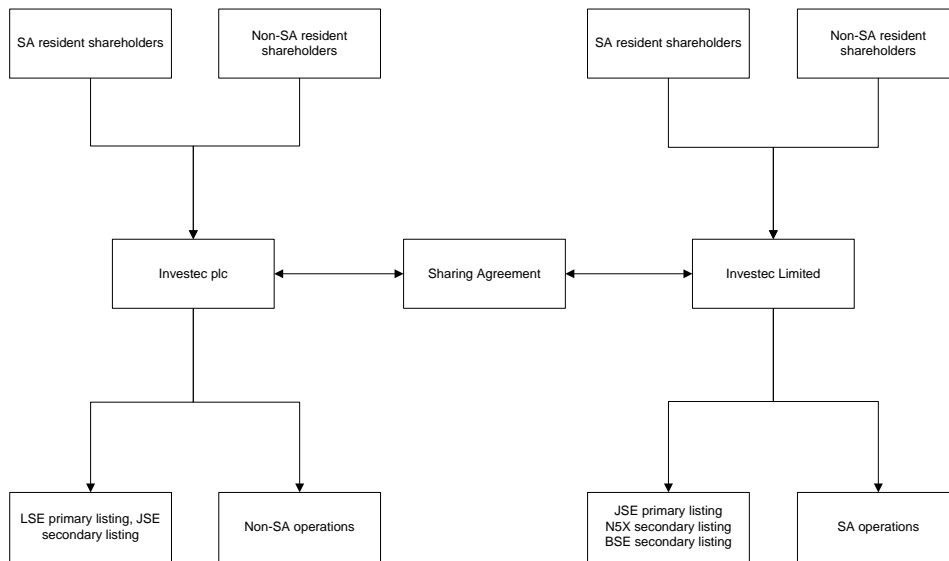 SA resident shareholders
Non-SA resident
shareholders
SA resident shareholders
Non-SA resident
shareholders
Investec plc
Sharing Agreement
Investec Limited
LSE primary listing, JSE
secondary listing
Non-SA operations
JSE primary listing
N5X secondary listing
BSE secondary listing
SA operations